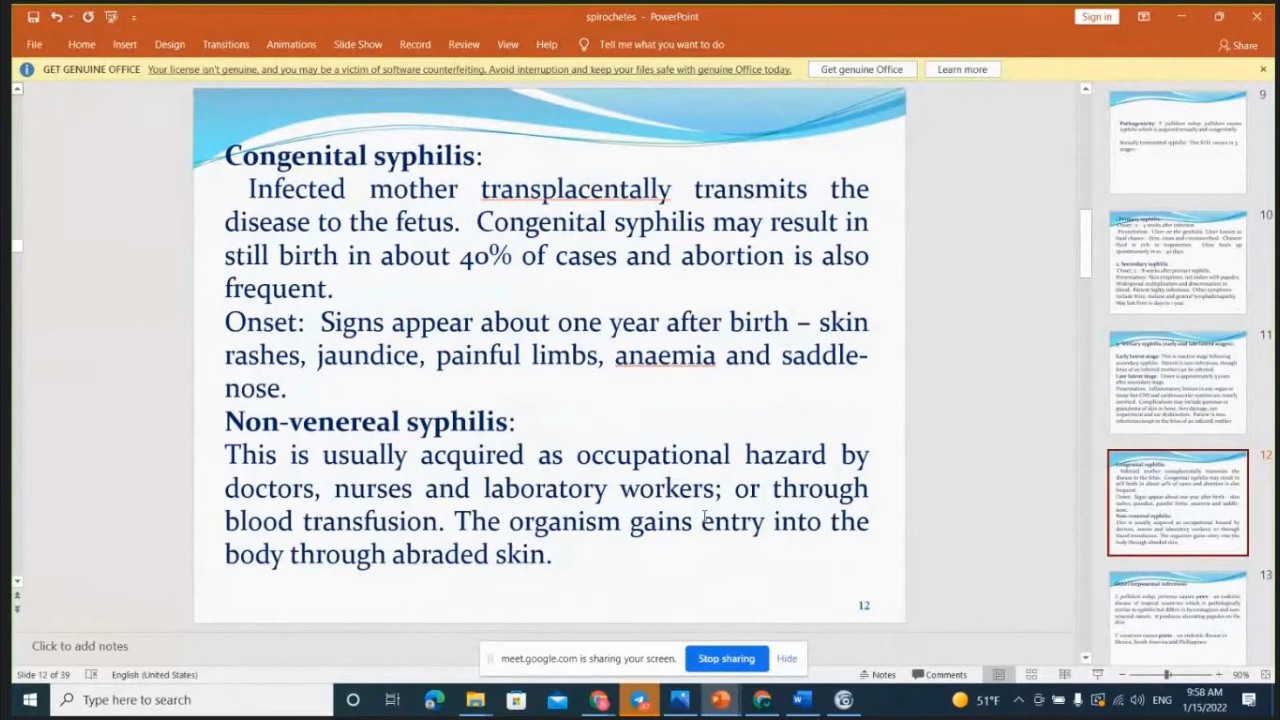 spirochetes - PowerPoint
Sign in
File Home Insert Design Transitions Animations Slide Show Record Review View Help Tell me what you want to do Share
GET GENUINE OFFICE Your license isn't genuine, and you may be a victim of software counterfeiting. Avoid interruption and keep your files safe with genuine Office today. Get genuine Office Learn more
Congenital syphilis:
Infected mother transplacentally transmits the
disease to the fetus. Congenital syphilis may result in
still birth in about 40% of cases and abortion is also
frequent.
Onset: Signs appear about one year after birth – skin
rashes, jaundice, painful limbs, anaemia and saddle-
nose.
Non-venereal syphilis:
This is usually acquired as occupational hazard by
doctors, nurses and laboratory workers; or through
blood transfusion. The organism gains entry into the
body through abraded skin.
12
9
10
11
12
13
Click to add notes
meet.google.com is sharing your screen. Stop sharing Hide
Slide 12 of 39 English (United States) Notes Comments 90%
Type here to search
51°F
ENG
9:58 AM
1/15/2022